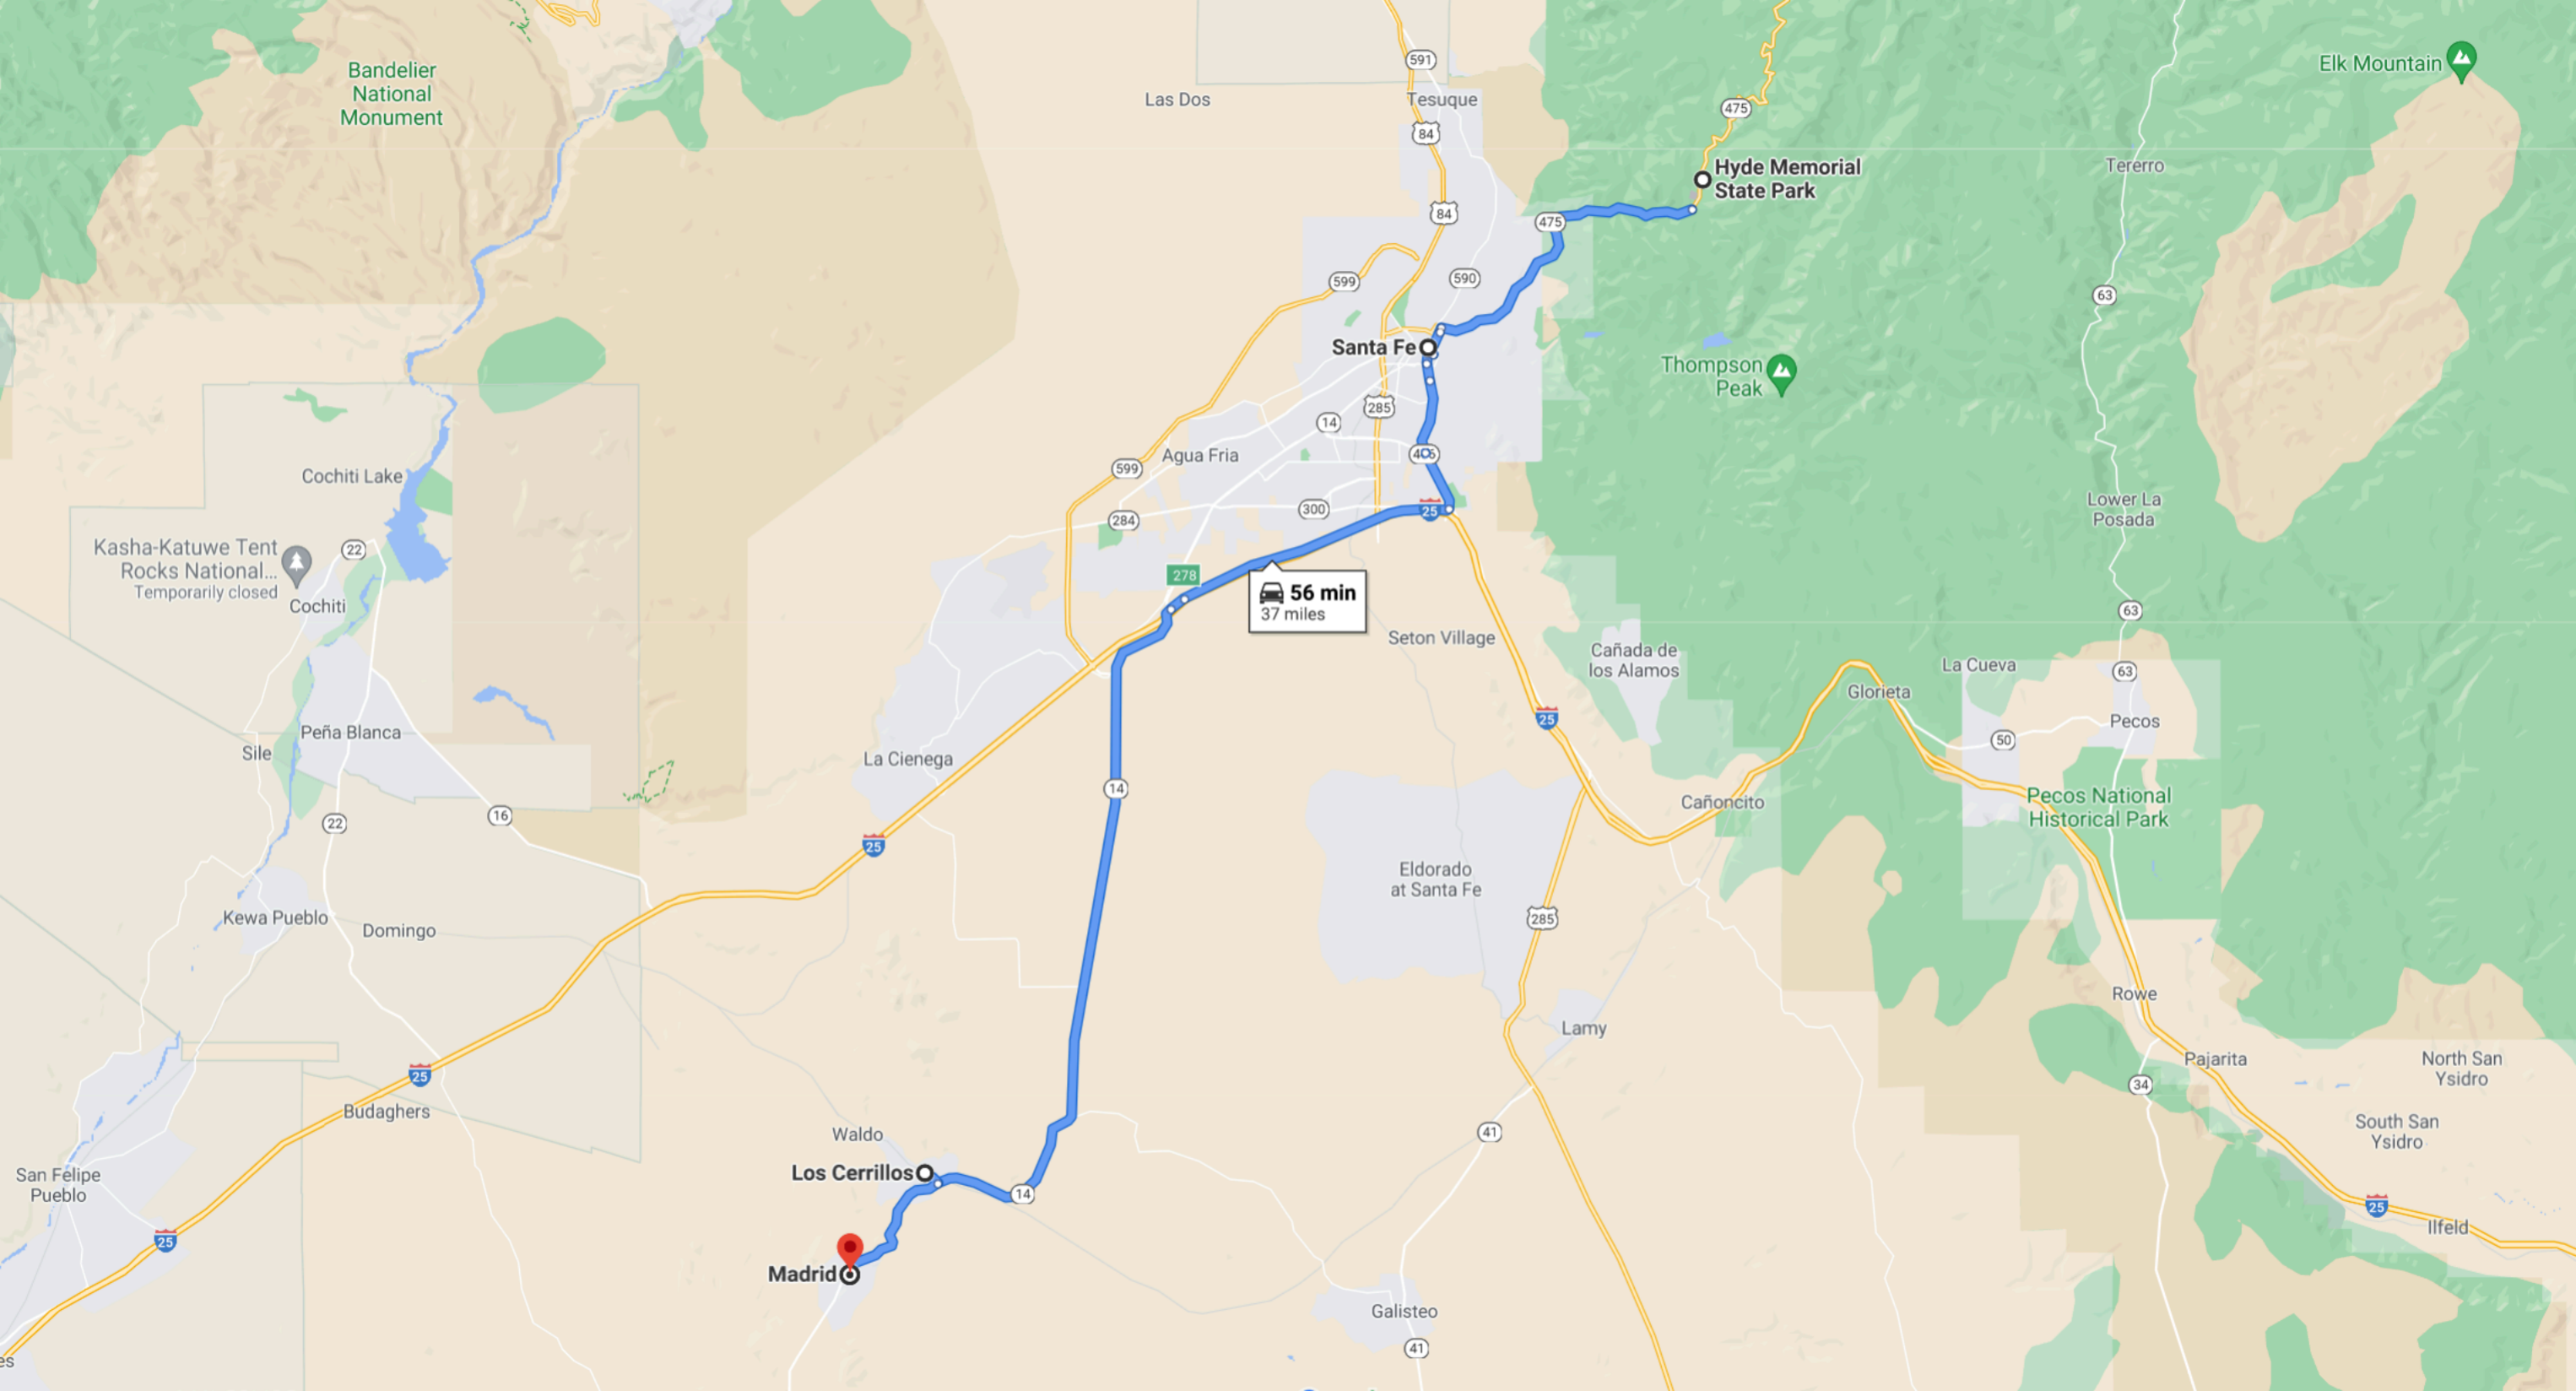 591
Bandelier
National
Monument
Las Dos
Tesuque
84
475
Elk Mountain
Hyde Memorial
State Park
Tererro
84
475
599
590
63
Santa Fe
Thompson
Peak
285
14
Agua Fria
599
Cochiti Lake
300
25
284
Lower La
Posada
Kasha-Katuwe Tent
Rocks National...
Temporarily closed
22
Cochiti
278
56 min
37 miles
63
Seton Village
Cañada de
los Alamos
La Cueva
63
Glorieta
25
Pecos
50
Peña Blanca
Sile
La Cienega
14
Cañoncito
Pecos National
Historical Park
22
16
25
Eldorado
at Santa Fe
285
Kewa Pueblo
Domingo
Rowe
Lamy
Pajarita
North San
Ysidro
25
34
Budaghers
Waldo
41
South San
Ysidro
San Felipe
Pueblo
Los Cerrillos
14
25
Ilfeld
25
Madrid
Galisteo
41
es